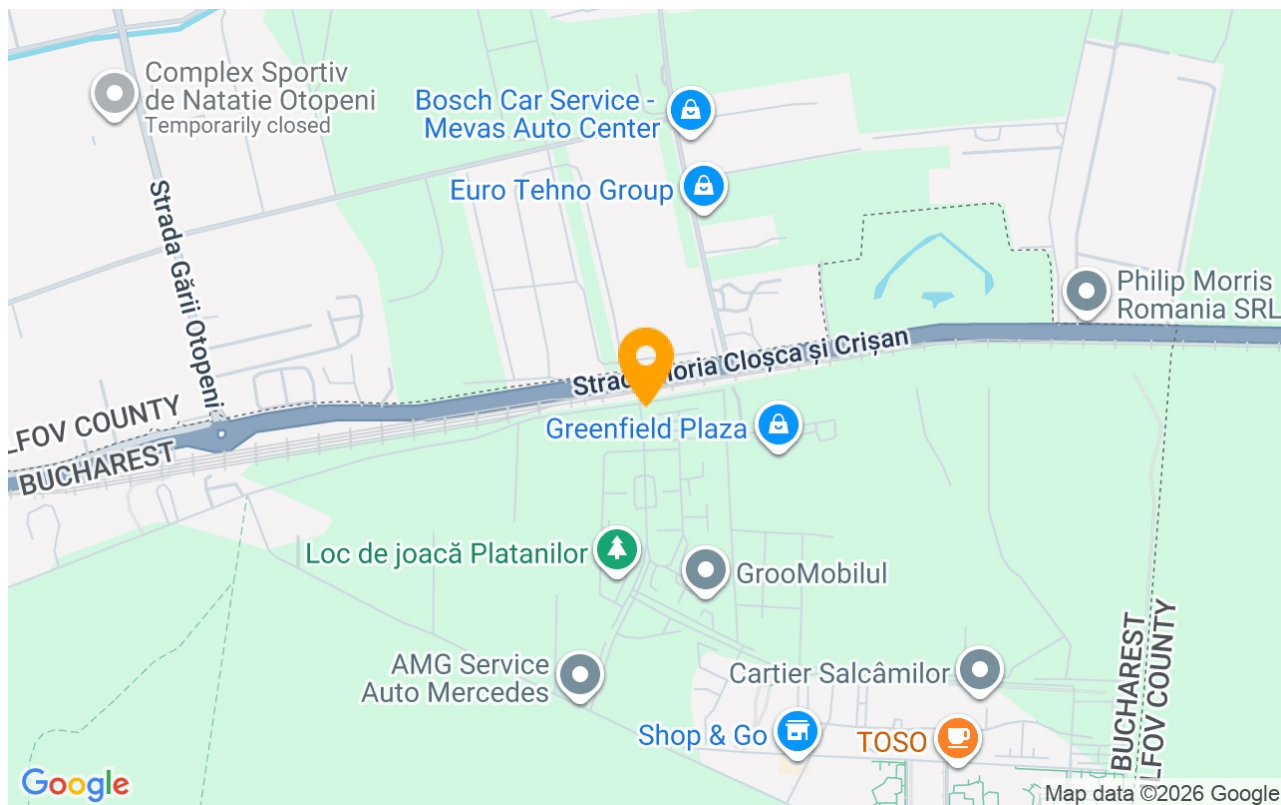 Complex Sportiv
de Natatie Otopeni
Temporarily closed
Bosch Car Service -
Mevas Auto Center
Euro Tehno Group
Strada Gării Otopeni
Philip Morris
Romania SRL
Horia Cloșca și Crișan
LFOV COUNTY
BUCHAREST
Greenfield Plaza
Loc de joacă Platanilor
GrooMobilul
AMG Service
Auto Mercedes
Cartier Salcâmilor
BUCHAREST
LFOV COUNTY
Shop & Go
TOSO
Google
Map data ©2026 Google